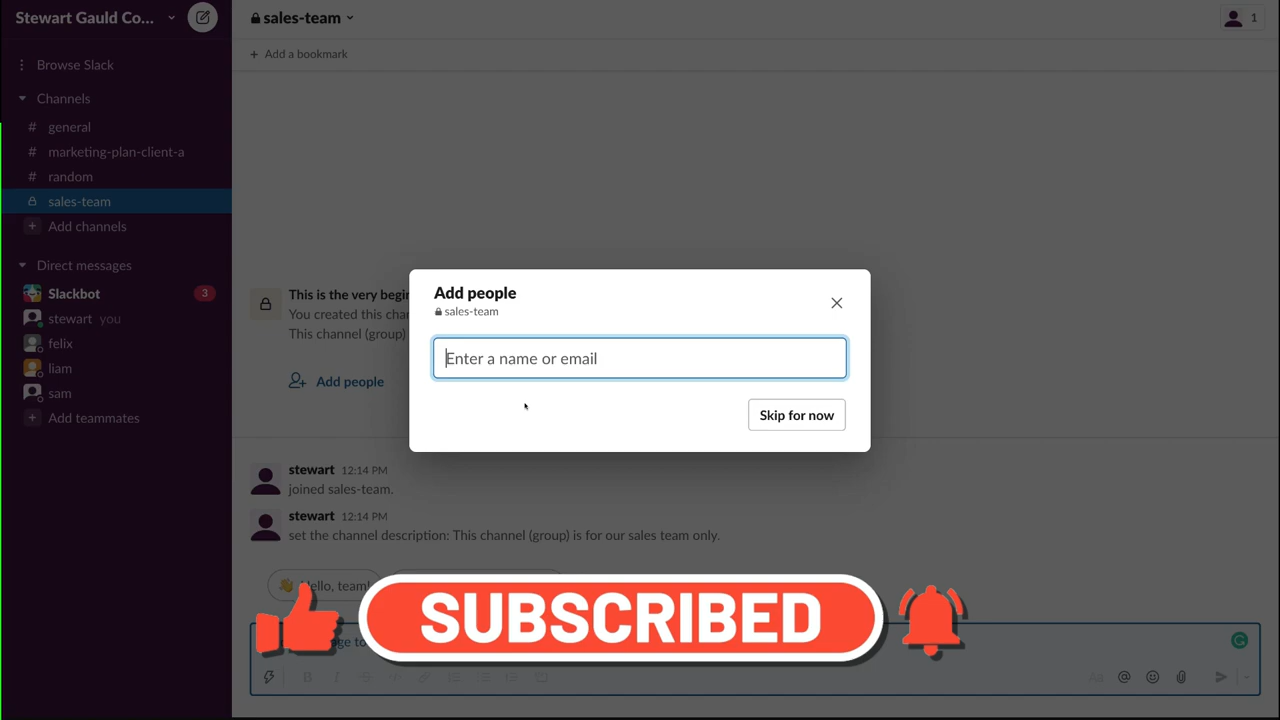 Stewart Gauld Co...
sales-team
1
Add a bookmark
Browse Slack
Channels
# general
# marketing-plan-client-a
# random
sales-team
+ Add channels
Direct messages
Slackbot 3
stewart you
felix
liam
sam
Add teammates
This is the very begi
You created this cha
This channel (group)
Add people
Add people
sales-team
Enter a name or email
Skip for now
stewart 12:14 PM
joined sales-team.
stewart 12:14 PM
set the channel description: This channel (group) is for our sales team only.
Hello, team!
SUBSCRIBED